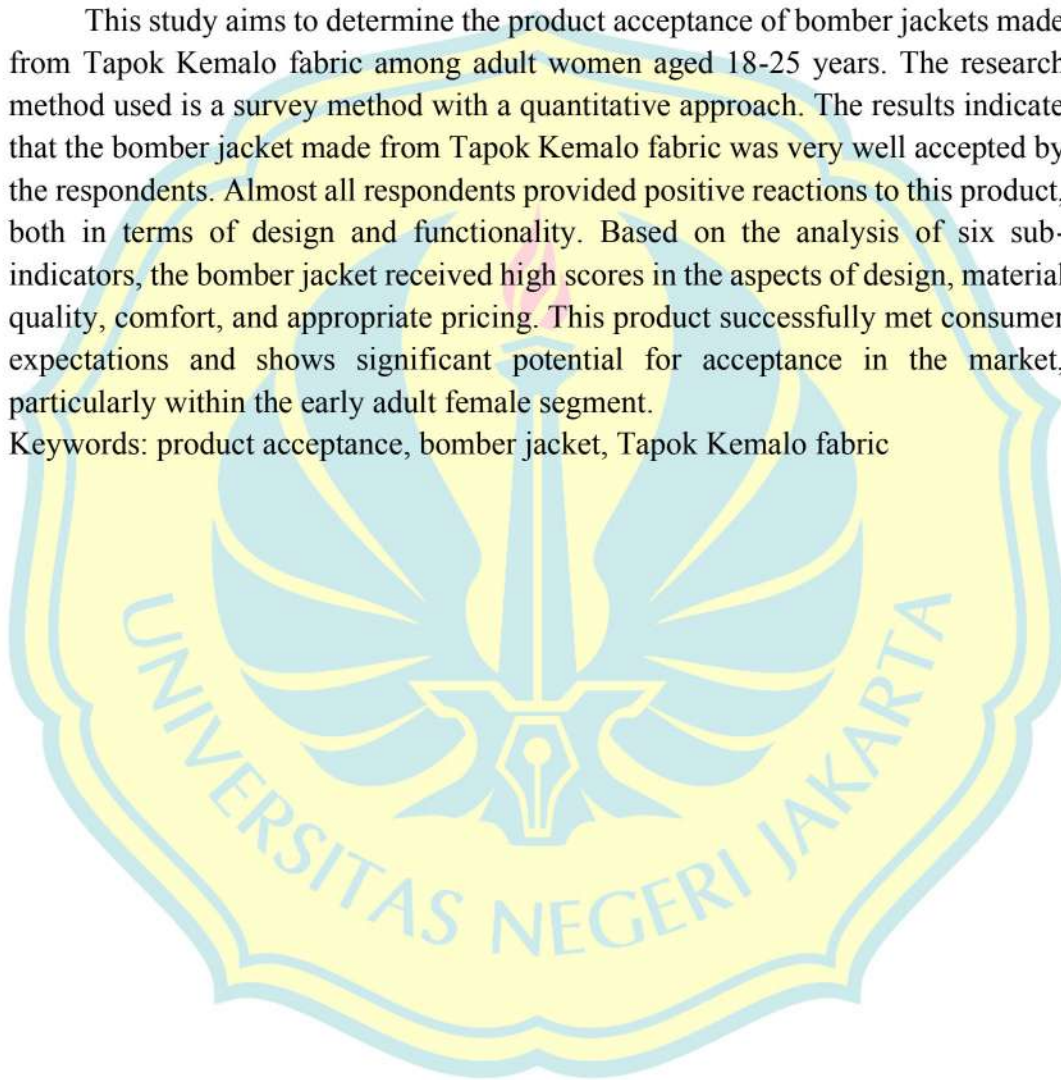 This study aims to determine the product acceptance of bomber jackets made
from Tapok Kemalo fabric among adult women aged 18-25 years. The research
method used is a survey method with a quantitative approach. The results indicate
that the bomber jacket made from Tapok Kemalo fabric was very well accepted by
the respondents. Almost all respondents provided positive reactions to this product,
both in terms of design and functionality. Based on the analysis of six sub-
indicators, the bomber jacket received high scores in the aspects of design, material
quality, comfort, and appropriate pricing. This product successfully met consumer
expectations and shows significant potential for acceptance in the market,
particularly within the early adult female segment.
Keywords: product acceptance, bomber jacket, Tapok Kemalo fabric
UNIVERSITAS NEGERI JAKARTA